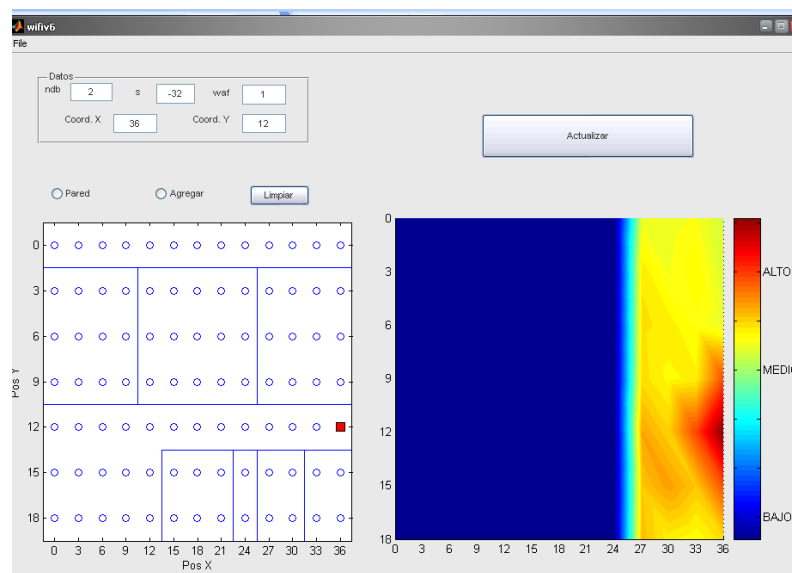 wifiv6
File
Datos
ndb 2 s -32 waf 1
Coord. X 36 Coord. Y 12
Actualizar
Pared Agregar Limpiar
0
3
6
9
12
15
18
Pos Y
0 3 6 9 12 15 18 21 24 27 30 33 36
Pos X
0
3
6
9
12
15
18
0 3 6 9 12 15 18 21 24 27 30 33 36
ALTO
MEDIO
BAJO